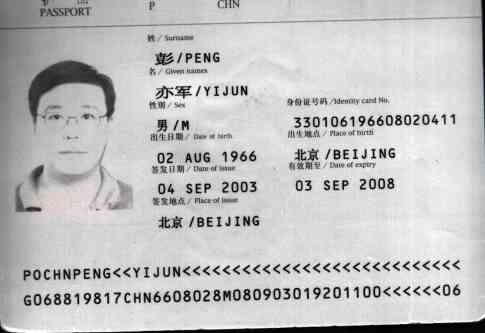 PASSPORT P CHN
姓 / Surname
彭/PENG
名 / Given names
亦军/YIJUN
性别 / Sex 身份证号码 /Identity card No.
男/M 330106196608020411
出生日期 / Date of birth 出生地点 / Place of birth
02 AUG 1966 北京/BEIJING
签发日期 / Date of issue 有效期至 / Date of expiry
04 SEP 2003 03 SEP 2008
签发地点 / Place of issue
北京/BEIJING
POCHNPENG<<YIJUN<<<<<<<<<<<<<<<<<<<<<<<<<<<<
G068819817CHN6608028M080903019201100<<<<<<06